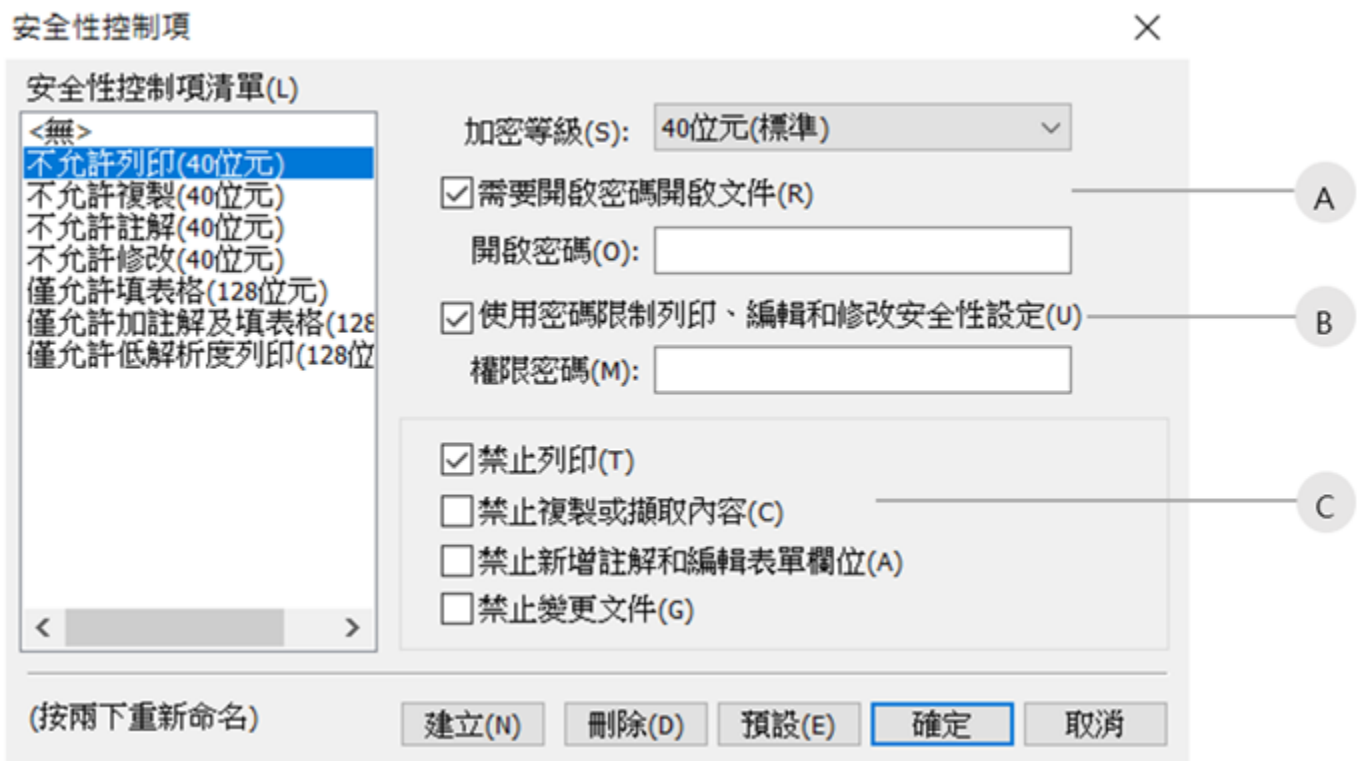 安全性控制項
安全性控制項清單(L)
<無>
不允許列印(40位元)
不允許複製(40位元)
不允許註解(40位元)
不允許修改(40位元)
僅允許填表格(128位元)
僅允許加註解及填表格(128
僅允許低解析度列印(128位
加密等級(S): 40位元(標準)
需要開啟密碼開啟文件(R)
A
開啟密碼(O):
使用密碼限制列印、編輯和修改安全性設定(U)
B
權限密碼(M):
禁止列印(T)
禁止複製或擷取內容(C)
C
禁止新增註解和編輯表單欄位(A)
禁止變更文件(G)
(按兩下重新命名) 建立(N) 刪除(D) 預設(E) 確定 取消